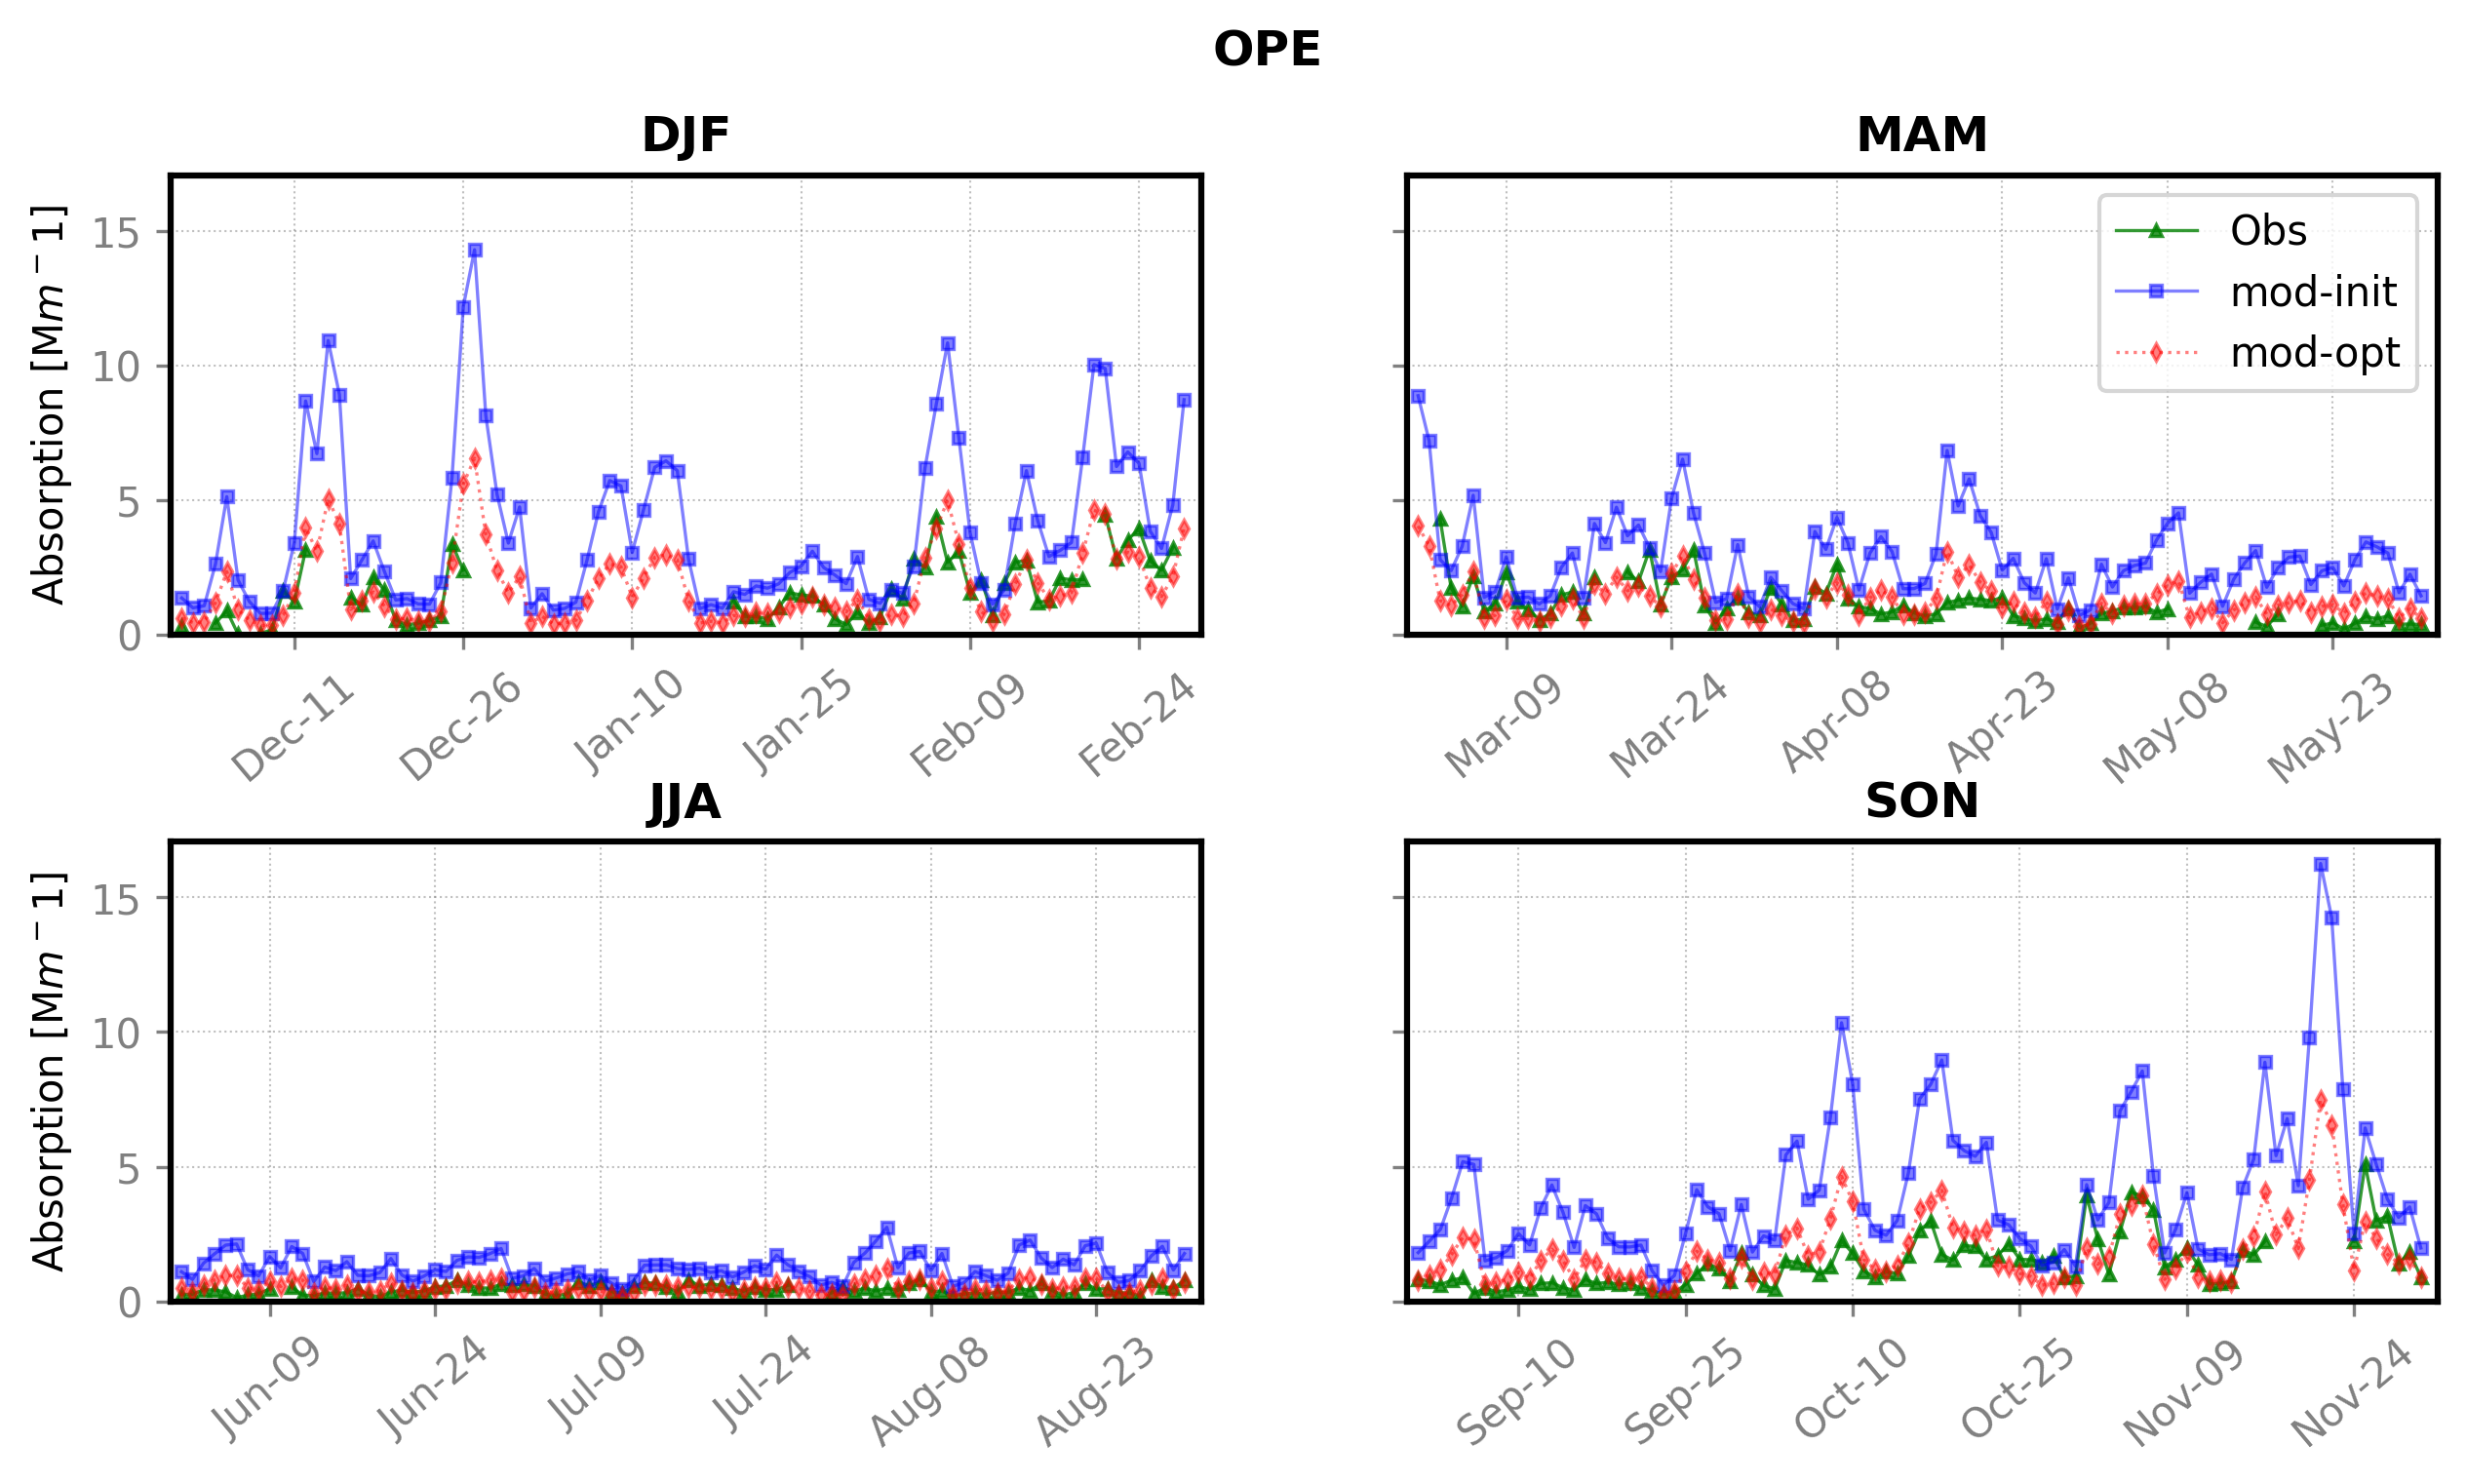 OPE
DJF
MAM
Absorption [Mm − 1]
15
10
5
0
Obs
mod-init
mod-opt
Dec-11
Dec-26
Jan-10
Jan-25
Feb-09
Feb-24
Mar-09
Mar-24
Apr-08
Apr-23
May-08
May-23
JJA
SON
Absorption [Mm − 1]
15
10
5
0
Jun-09
Jun-24
Jul-09
Jul-24
Aug-08
Aug-23
Sep-10
Sep-25
Oct-10
Oct-25
Nov-09
Nov-24